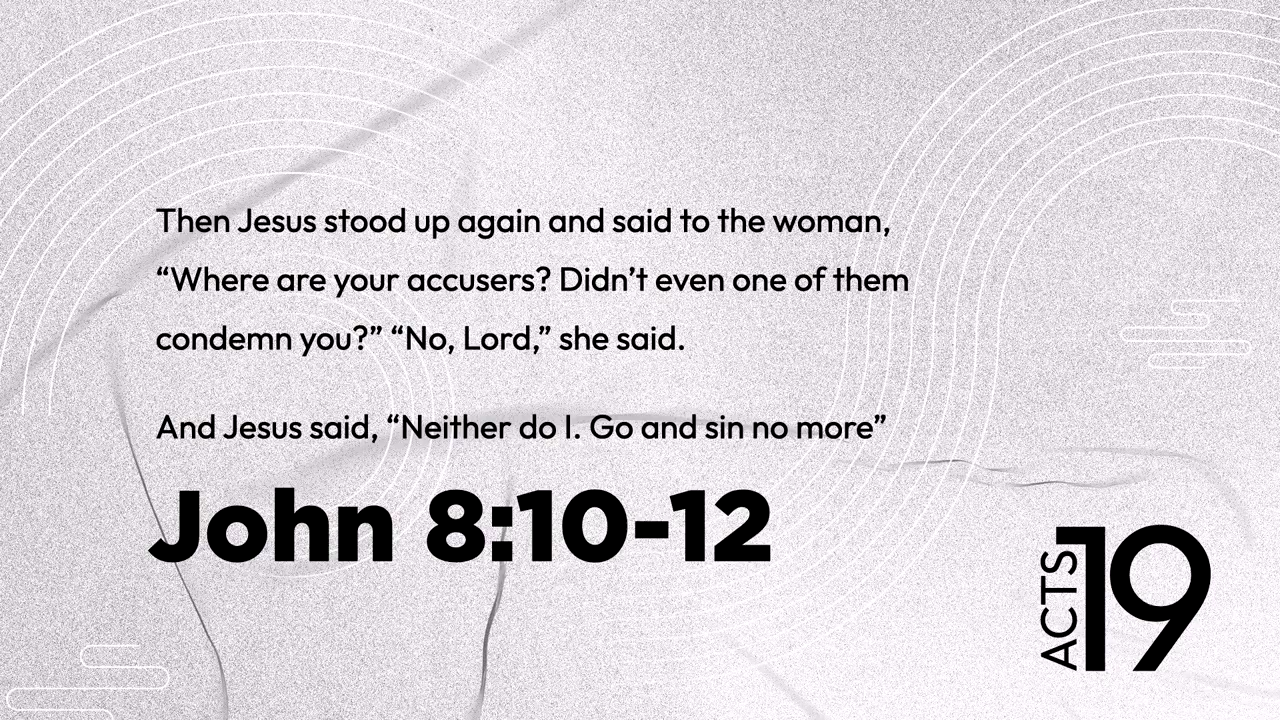 Then Jesus stood up again and said to the woman,
“Where are your accusers? Didn’t even one of them
condemn you?” “No, Lord,” she said.
And Jesus said, “Neither do I. Go and sin no more”
John 8:10-12
ACTS 19